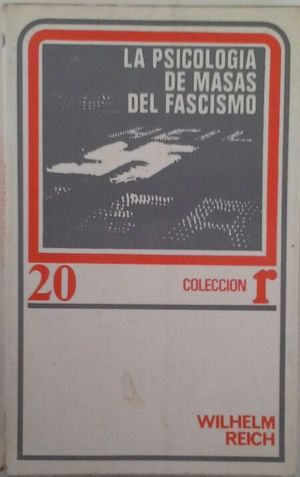 LA PSICOLOGIA
DE MASAS
DEL FASCISMO
20
COLECCION r
WILHELM
REICH